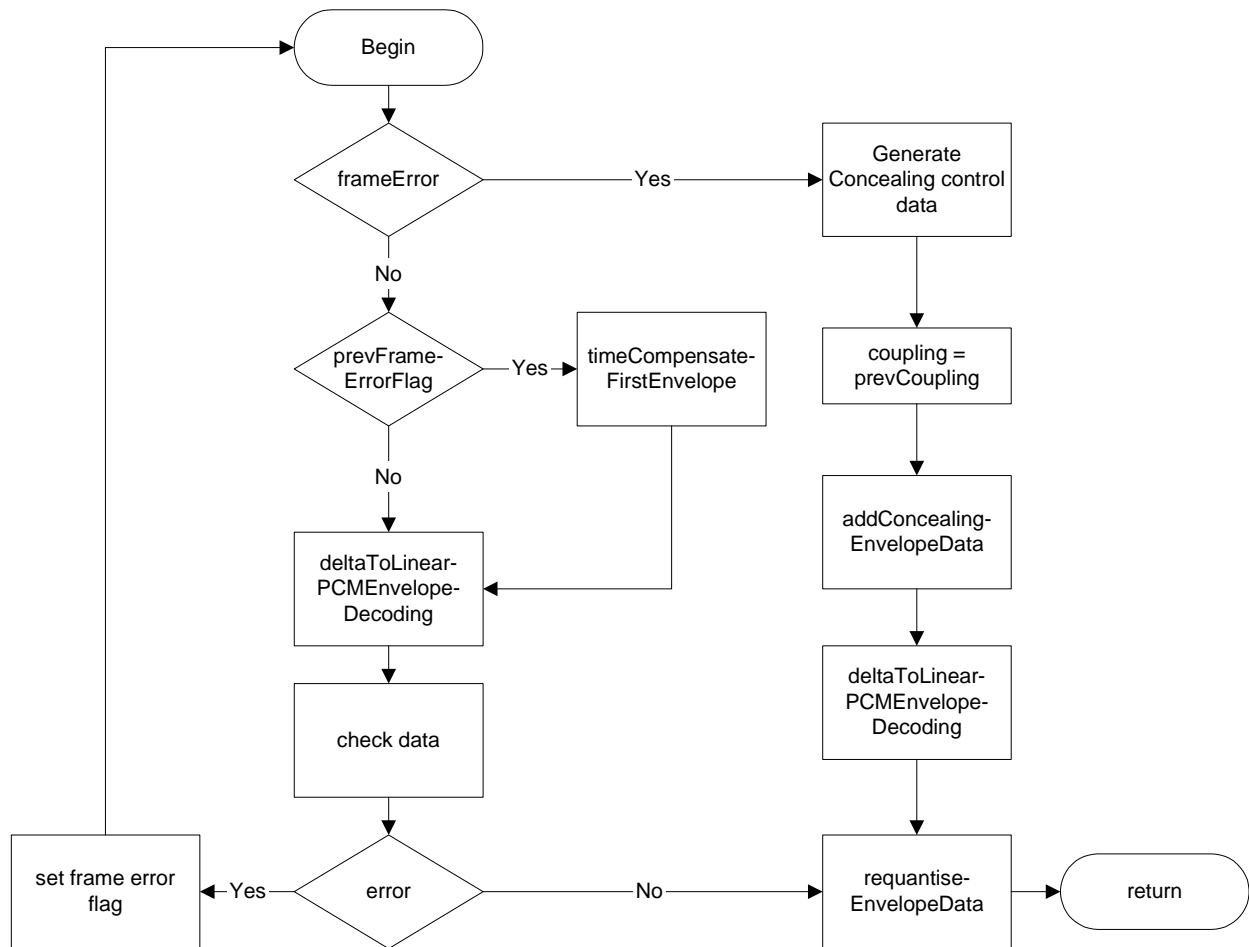 Begin
frameError
Yes
Generate
Concealing control
data
No
prevFrame-
ErrorFlag
Yes
timeCompensate-
FirstEnvelope
coupling =
prevCoupling
No
addConcealing-
EnvelopeData
deltaToLinear-
PCMEnvelope-
Decoding
deltaToLinear-
PCMEnvelope-
Decoding
check data
set frame error
flag
Yes
error
No
requantise-
EnvelopeData
return